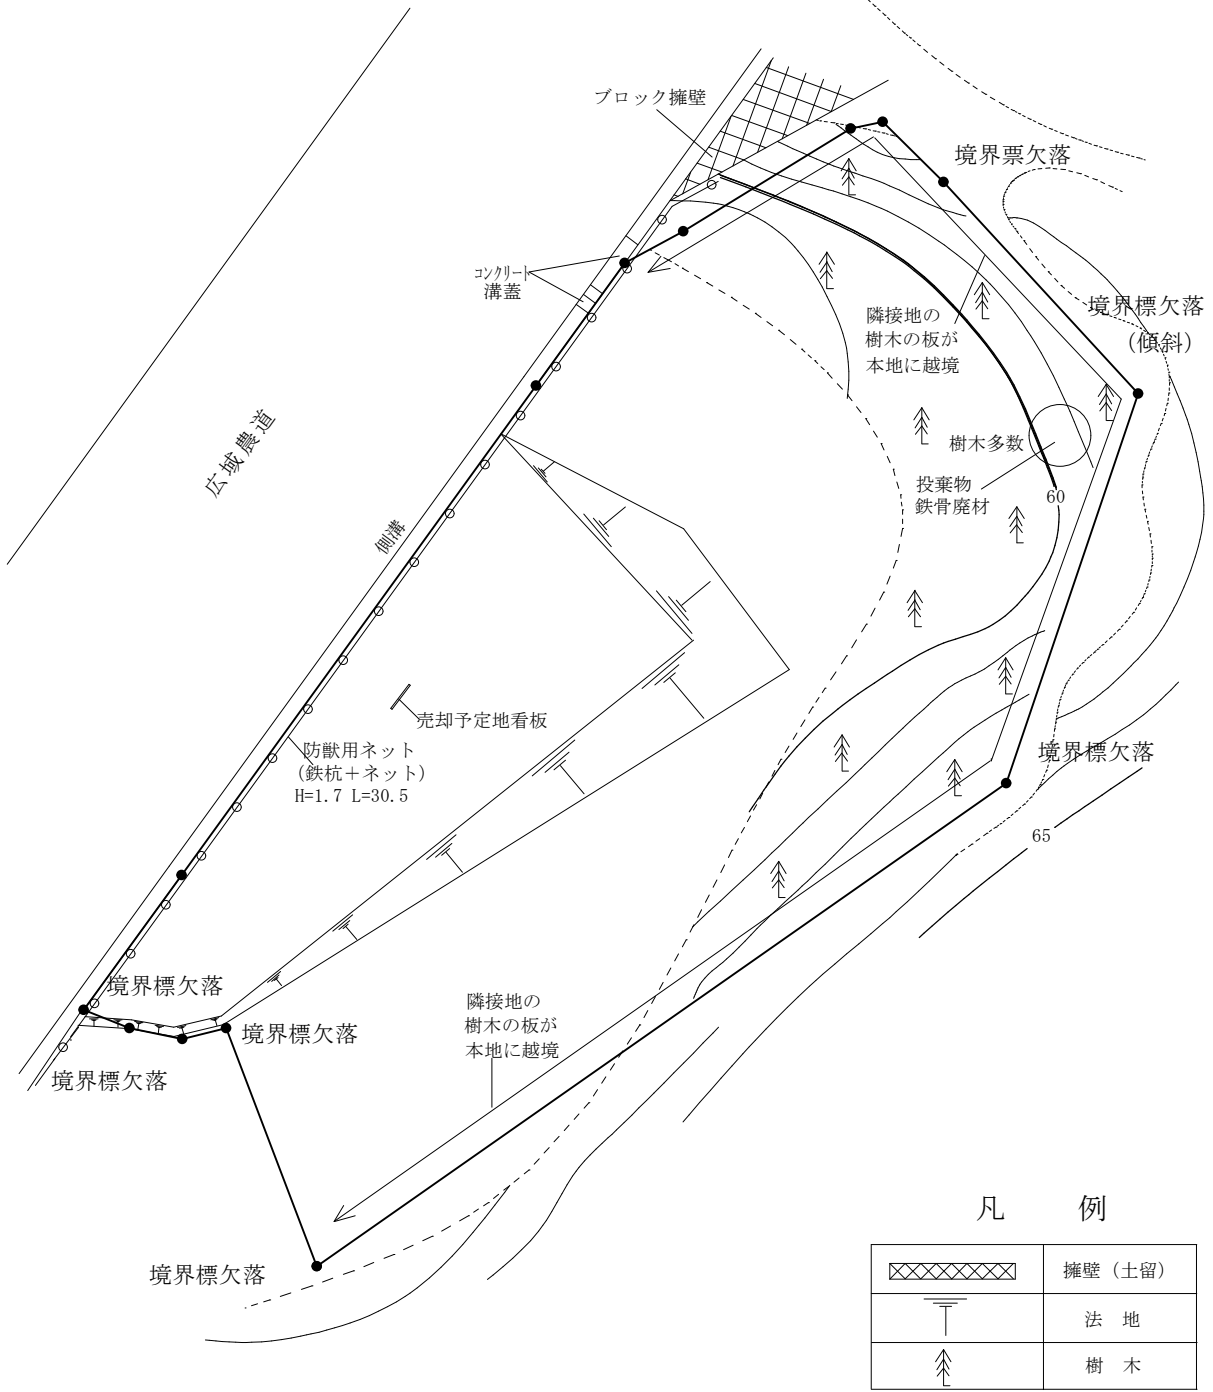 ブロック擁壁
境界票欠落
コンクリート
溝蓋
境界標欠落
(傾斜)
隣接地の
樹木の板が
本地に越境
広域農道
樹木多数
投棄物
鉄骨廃材
60
側溝
売却予定地看板
防獣用ネット
(鉄杭＋ネット)
H=1.7 L=30.5
境界標欠落
65
境界標欠落
境界標欠落
境界標欠落
隣接地の
樹木の板が
本地に越境
境界標欠落
凡 例
擁壁（土留）
法 地
樹 木